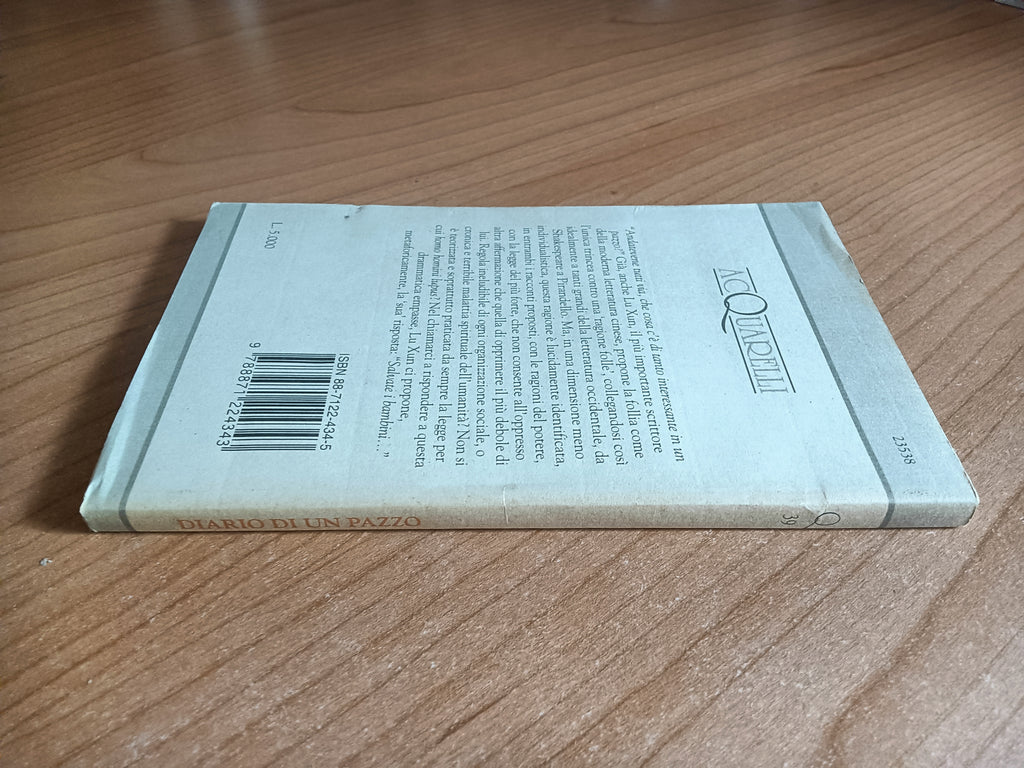 ACQUARELLI
"Andatevene tutti via, che cosa c'è di tanto interessante in un
pazzo?" Già, anche Lu Xun, il più importante scrittore
della moderna letteratura cinese, propone la follia come
l'unica trincea contro una 'ragione folle', collegandosi così
idealmente a tanti grandi della letteratura occidentale, da
Shakespeare a Pirandello. Ma, in una dimensione meno
individualistica, questa ragione è lucidamente identificata,
in entrambi i racconti proposti, con le ragioni del potere,
con la legge del più forte, che non consente all'oppresso
altra affermazione che quella di opprimere il più debole di
lui. Regola ineludibile di ogni organizzazione sociale, o
cronica e terribile malattia spirituale dell'umanità? Non si
è teorizzata e soprattutto praticata da sempre la legge per
cui homo homini lupus? Nel chiamarci a rispondere a questa
drammatica empasse, Lu Xun ci propone,
metaforicamente, la sua risposta: "Salvate i bambini..."
ISBN 88-7122-434-5
9 788871 224343
L. 5.000
23538
DIARIO DI UN PAZZO
39